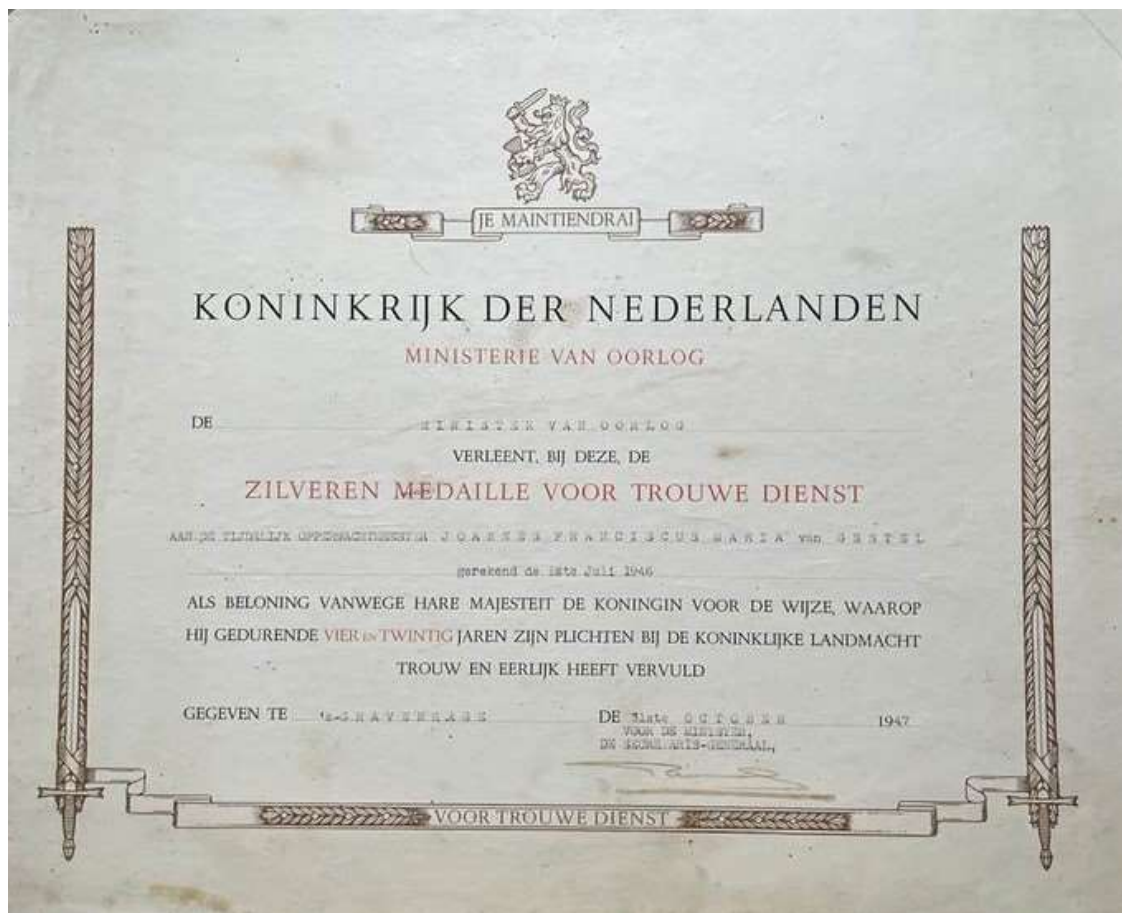 JE MAINTIENDRAI
KONINKRIJK DER NEDERLANDEN
MINISTERIE VAN OORLOG
DE MINISTER VAN OORLOG
VERLEENT, BIJ DEZE, DE
ZILVEREN MEDAILLE VOOR TROUWE DIENST
AAN DE TIJDELIJK OPPERWACHTMEESTER JOANNES FRANCISCUS MARIA van GESTEL
gerekend de 1ste Juli 1946
ALS BELONING VANWEGE HARE MAJESTEIT DE KONINGIN VOOR DE WIJZE, WAAROP
HIJ GEDURENDE VIER EN TWINTIG JAREN ZIJN PLICHTEN BIJ DE KONINKLIJKE LANDMACHT
TROUW EN EERLIJK HEEFT VERVULD
GEGEVEN TE 's-GRAVENHAGE DE 31ste OCTOBER 1947
VOOR DE MINISTER,
DE SECRETARIS-GENERAAL,
VOOR TROUWE DIENST